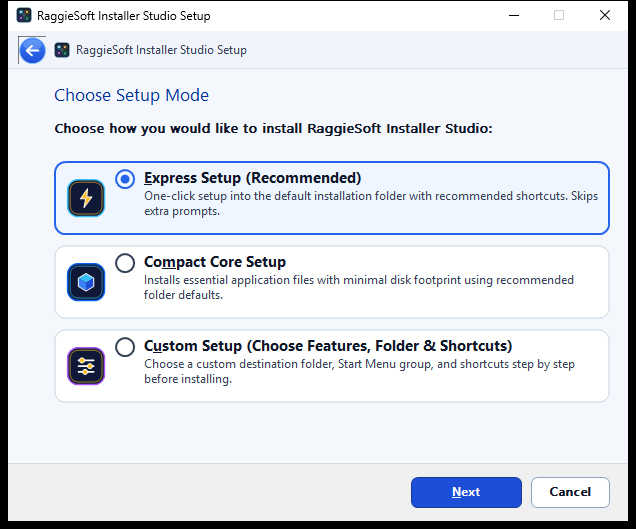 RaggieSoft Installer Studio Setup
RaggieSoft Installer Studio Setup
Choose Setup Mode
Choose how you would like to install RaggieSoft Installer Studio:
Express Setup (Recommended)
One-click setup into the default installation folder with recommended shortcuts. Skips
extra prompts.
Compact Core Setup
Installs essential application files with minimal disk footprint using recommended
folder defaults.
Custom Setup (Choose Features, Folder & Shortcuts)
Choose a custom destination folder, Start Menu group, and shortcuts step by step
before installing.
Next
Cancel